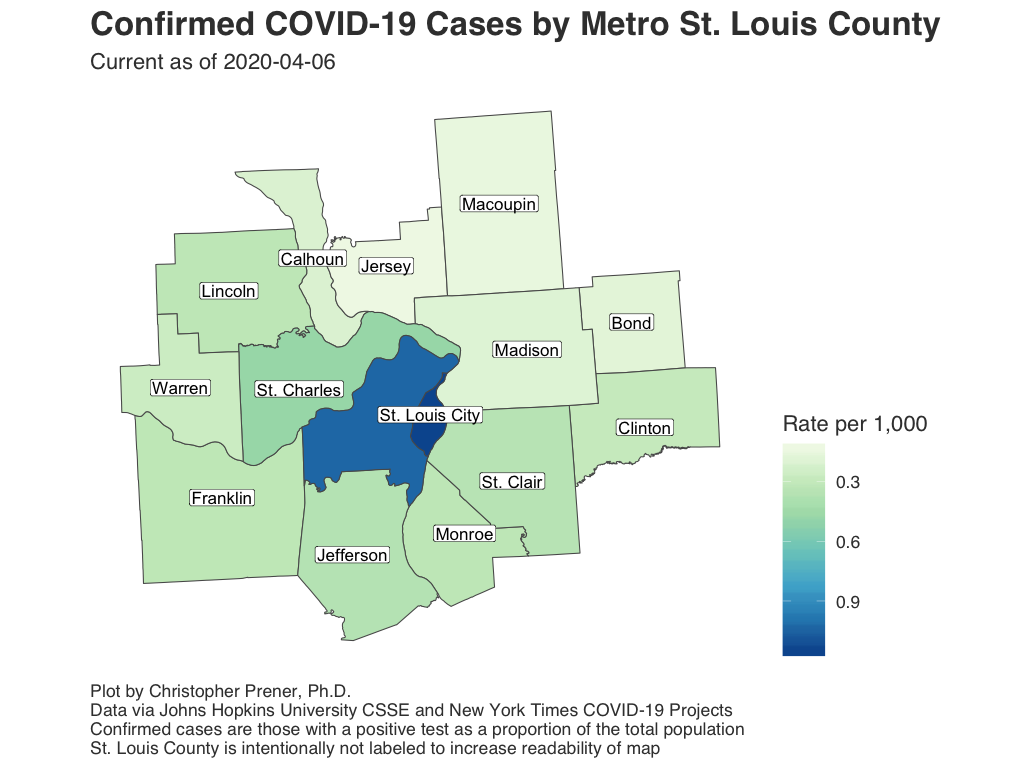 Confirmed COVID-19 Cases by Metro St. Louis County
Current as of 2020-04-06
Macoupin
Calhoun
Jersey
Lincoln
Bond
Madison
Warren
St. Charles
St. Louis City
Clinton
St. Clair
Franklin
Monroe
Jefferson
Rate per 1,000
0.3
0.6
0.9
Plot by Christopher Prener, Ph.D.
Data via Johns Hopkins University CSSE and New York Times COVID-19 Projects
Confirmed cases are those with a positive test as a proportion of the total population
St. Louis County is intentionally not labeled to increase readability of map